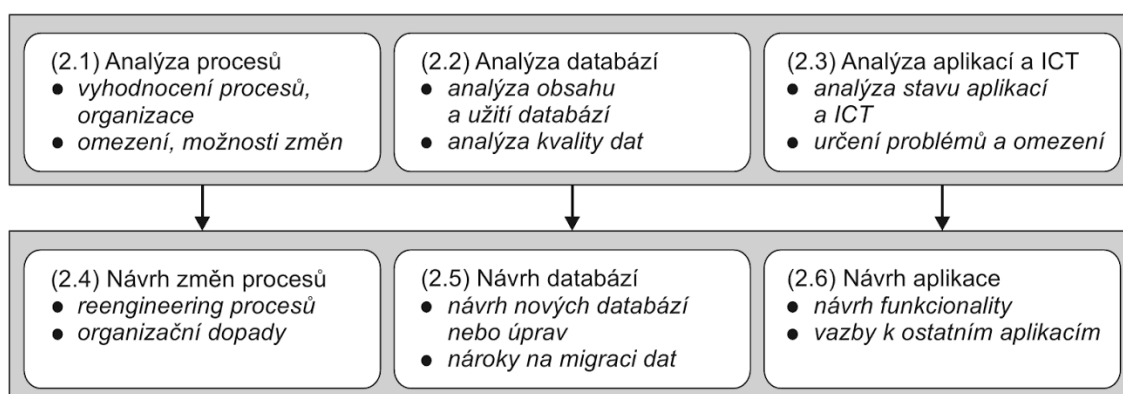 (2.1) Analýza procesů
● vyhodnocení procesů,
organizace
● omezení, možnosti změn
(2.2) Analýza databází
● analýza obsahu
a užití databází
● analýza kvality dat
(2.3) Analýza aplikací a ICT
● analýza stavu aplikací
a ICT
● určení problémů a omezení
(2.4) Návrh změn procesů
● reengineering procesů
● organizační dopady
(2.5) Návrh databází
● návrh nových databází
nebo úprav
● nároky na migraci dat
(2.6) Návrh aplikace
● návrh funkcionality
● vazby k ostatním aplikacím